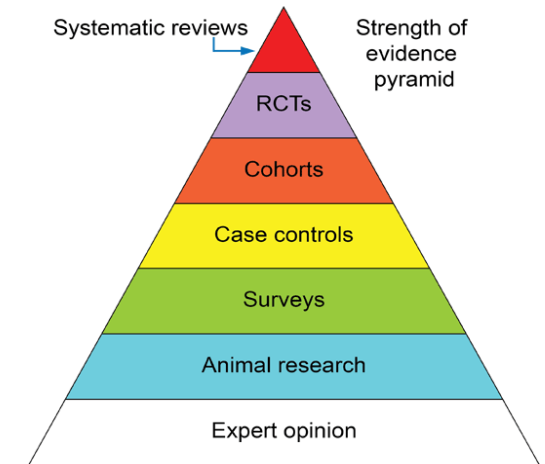 Systematic reviews
Strength of
evidence
pyramid
RCTs
Cohorts
Case controls
Surveys
Animal research
Expert opinion